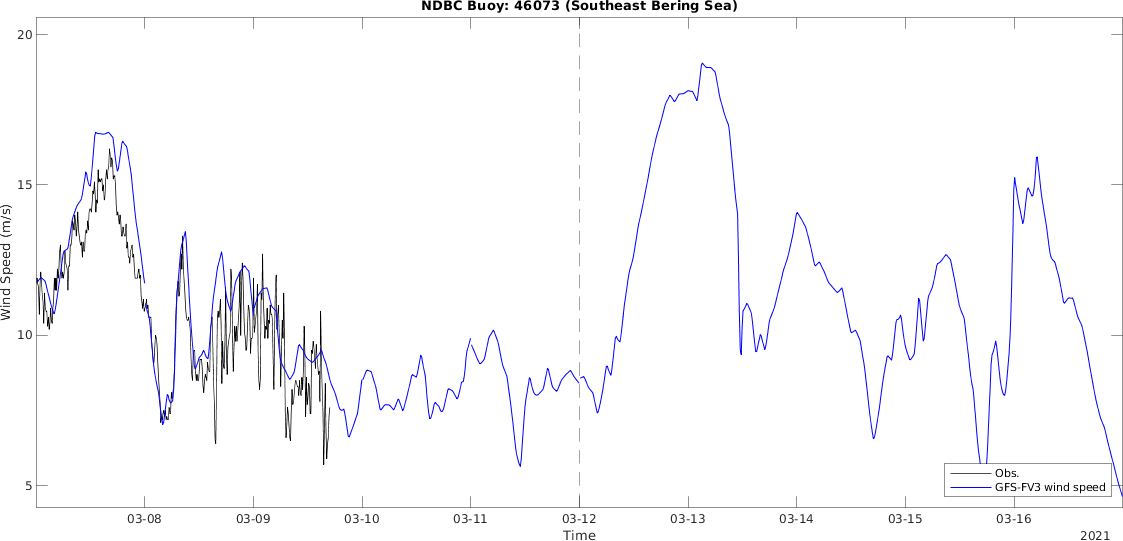 NDBC Buoy: 46073 (Southeast Bering Sea)
Wind Speed (m/s)
20
15
10
5
Obs.
GFS-FV3 wind speed
03-08 03-09 03-10 03-11 03-12 03-13 03-14 03-15 03-16
Time
2021